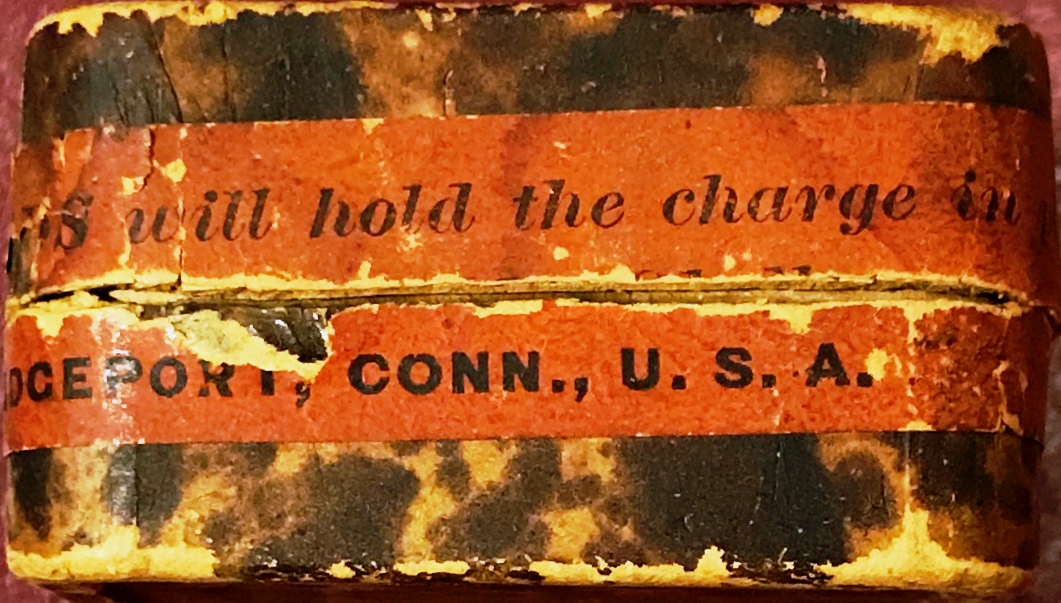 will hold the charge in
DGEPORT, CONN., U. S. A.